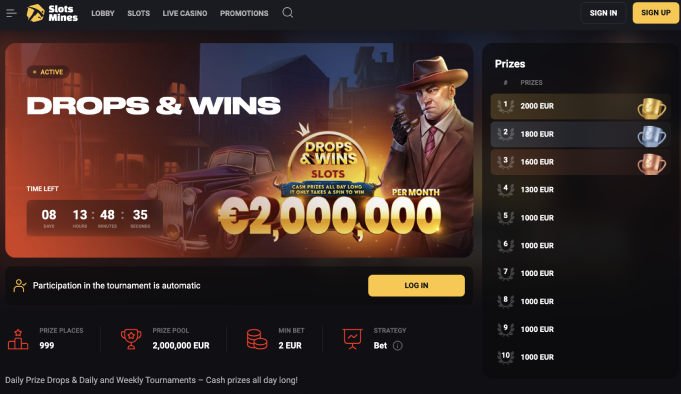 Slots
Mines
LOBBY SLOTS LIVE CASINO PROMOTIONS
SIGN IN
SIGN UP
ACTIVE
DROPS & WINS
DROPS
& WINS
SLOTS
CASH PRIZES ALL DAY LONG
IT ONLY TAKES A SPIN TO WIN
PER MONTH
€2,000,000
TIME LEFT
08 13 : 48 : 35
DAYS HOURS MINUTES SECONDS
Participation in the tournament is automatic
LOG IN
PRIZE PLACES
999
PRIZE POOL
2,000,000 EUR
MIN BET
2 EUR
STRATEGY
Bet
Daily Prize Drops & Daily and Weekly Tournaments – Cash prizes all day long!
Prizes
# PRIZES
1 2000 EUR
2 1800 EUR
3 1600 EUR
4 1300 EUR
5 1000 EUR
6 1000 EUR
7 1000 EUR
8 1000 EUR
9 1000 EUR
10 1000 EUR